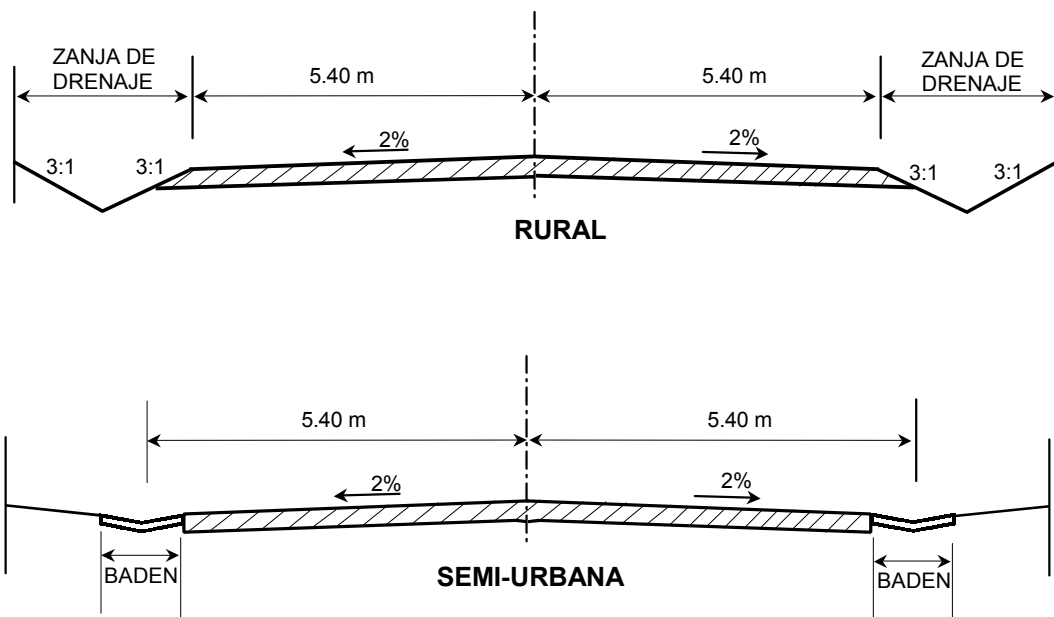 ZANJA DE
DRENAJE
5.40 m
5.40 m
ZANJA DE
DRENAJE
3:1
3:1
2%
2%
3:1
3:1
RURAL
5.40 m
5.40 m
2%
2%
BADEN
SEMI-URBANA
BADEN